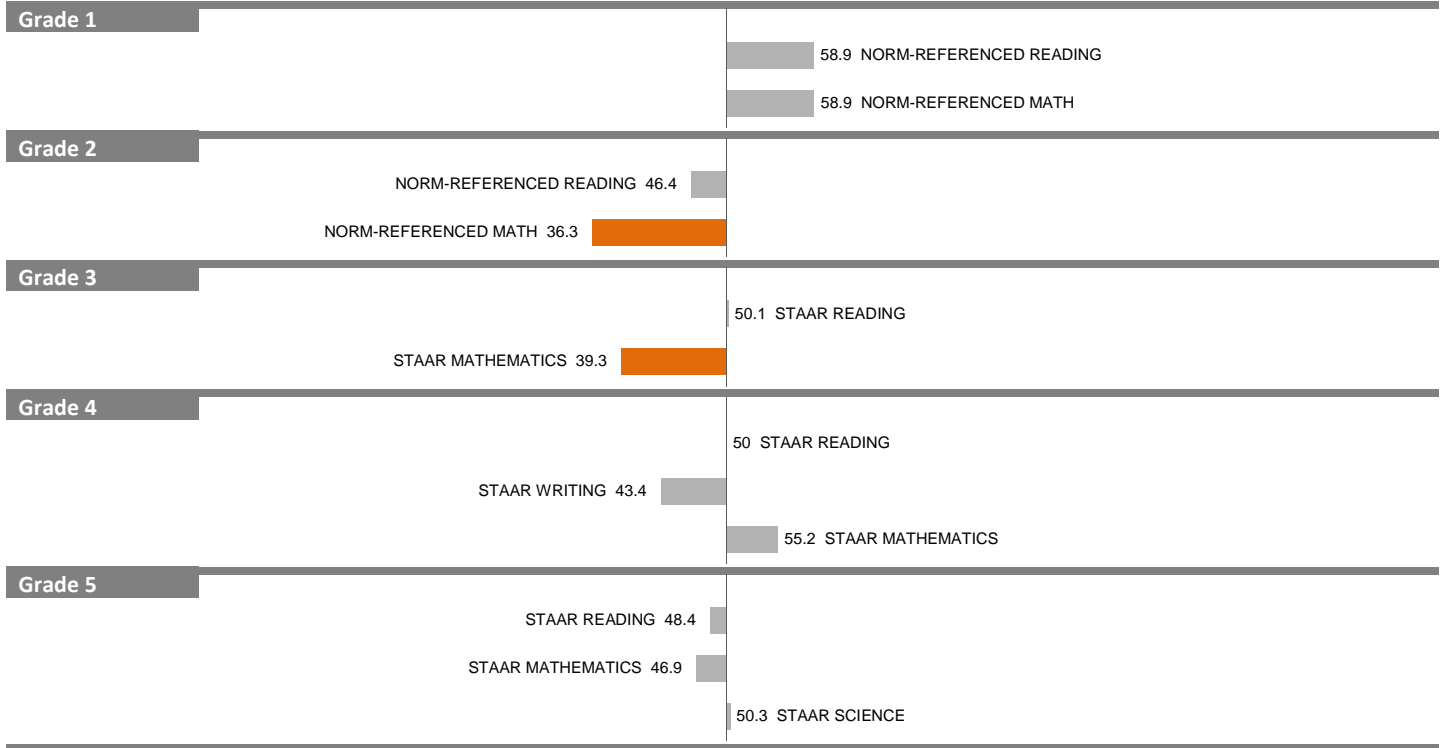 Grade 1
58.9 NORM-REFERENCED READING
58.9 NORM-REFERENCED MATH
Grade 2
NORM-REFERENCED READING 46.4
NORM-REFERENCED MATH 36.3
Grade 3
50.1 STAAR READING
STAAR MATHEMATICS 39.3
Grade 4
50 STAAR READING
STAAR WRITING 43.4
55.2 STAAR MATHEMATICS
Grade 5
STAAR READING 48.4
STAAR MATHEMATICS 46.9
50.3 STAAR SCIENCE